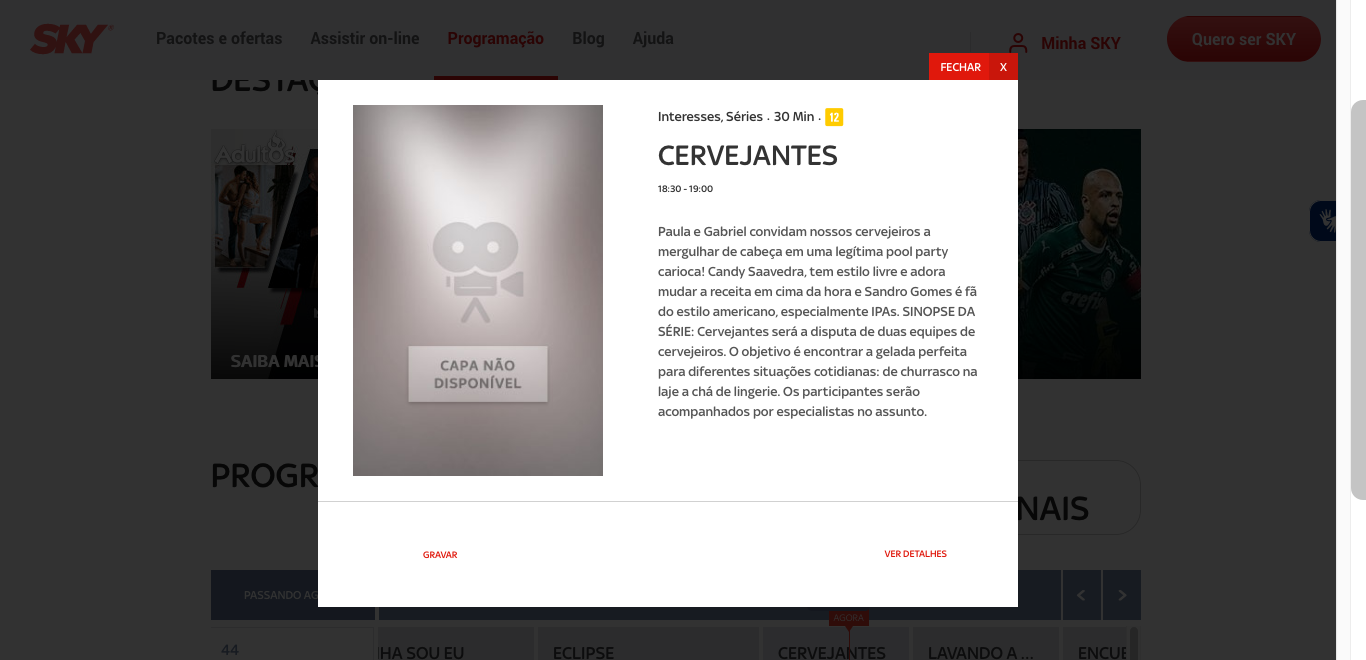 SKY
Pacotes e ofertas
Assistir on-line
Programação
Blog
Ajuda
Minha SKY
Quero ser SKY
FECHAR X
Adultos
SAIBA MAIS
Interesses, Séries . 30 Min . 12
CERVEJANTES
18:30 - 19:00
Paula e Gabriel convidam nossos cervejeiros a
mergulhar de cabeça em uma legítima pool party
carioca! Candy Saavedra, tem estilo livre e adora
mudar a receita em cima da hora e Sandro Gomes é fã
do estilo americano, especialmente IPAs. SINOPSE DA
SÉRIE: Cervejantes será a disputa de duas equipes de
cervejeiros. O objetivo é encontrar a gelada perfeita
para diferentes situações cotidianas: de churrasco na
laje a chá de lingerie. Os participantes serão
acompanhados por especialistas no assunto.
CAPA NÃO
DISPONÍVEL
GRAVAR
VER DETALHES
PASSANDO AG
NAIS
AGORA
44
HA SOU EU
ECLIPSE
CERVEJANTES
LAVANDO A ...